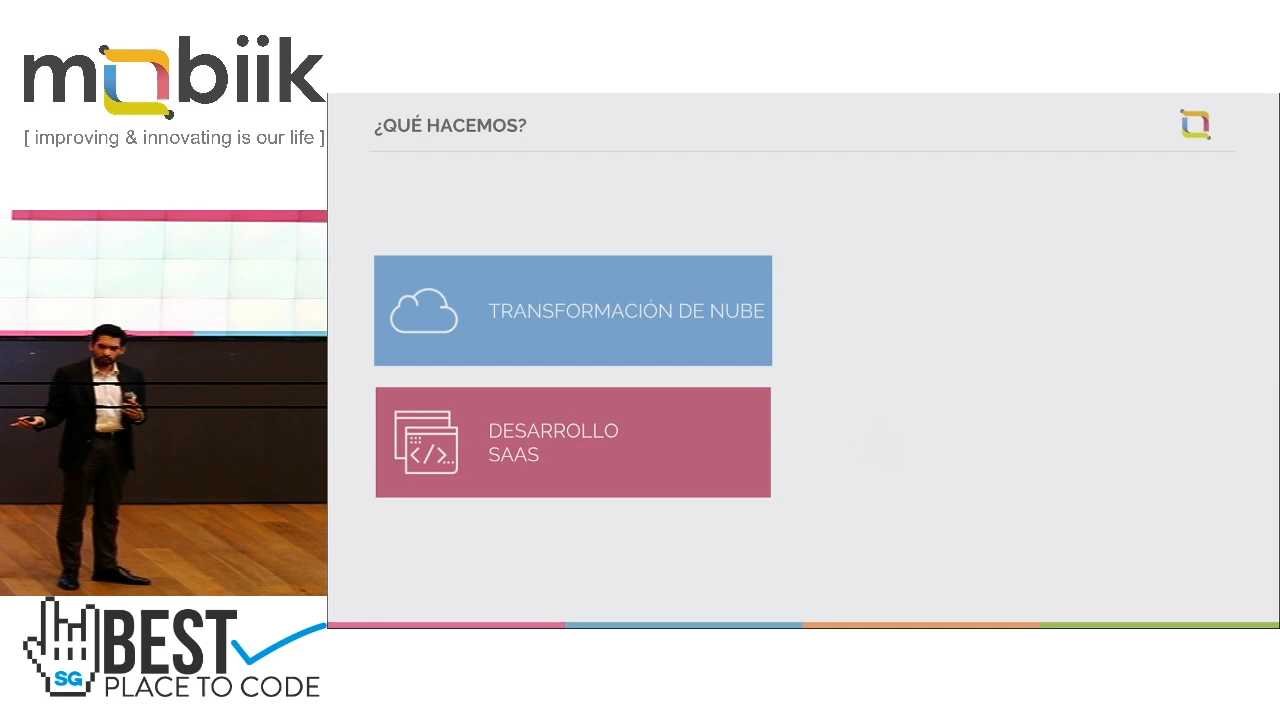 mobiik
[ improving & innovating is our life ]
¿QUÉ HACEMOS?
TRANSFORMACIÓN DE NUBE
</>
DESARROLLO
SAAS
SG
BEST
PLACE TO CODE